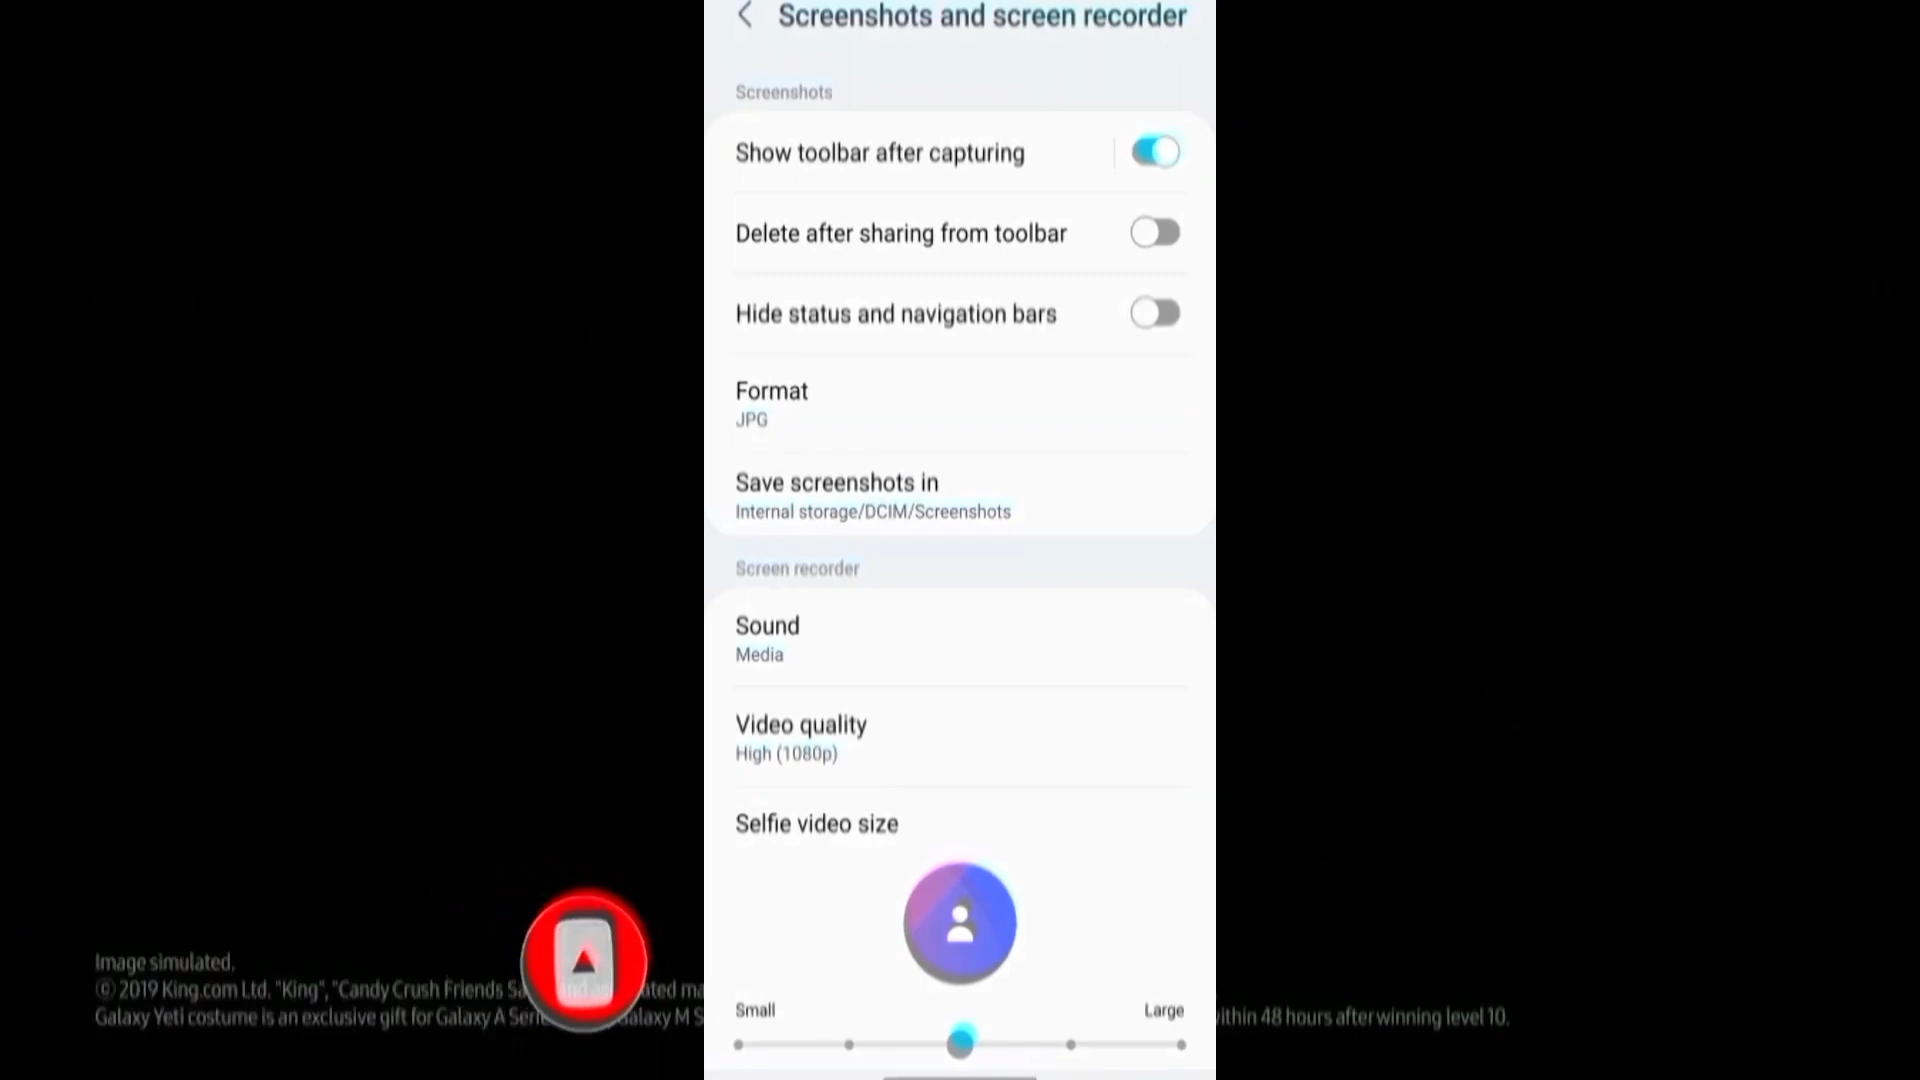 Screenshots and screen recorder
Screenshots
Show toolbar after capturing
Delete after sharing from toolbar
Hide status and navigation bars
Format
JPG
Save screenshots in
Internal storage/DCIM/Screenshots
Screen recorder
Sound
Media
Video quality
High (1080p)
Selfie video size
Small
Large
Image simulated.
© 2019 King.com Ltd. "King", "Candy Crush Friends
Galaxy Yeti costume is an exclusive gift for Galaxy A Galaxy M 48 hours after winning level 10.